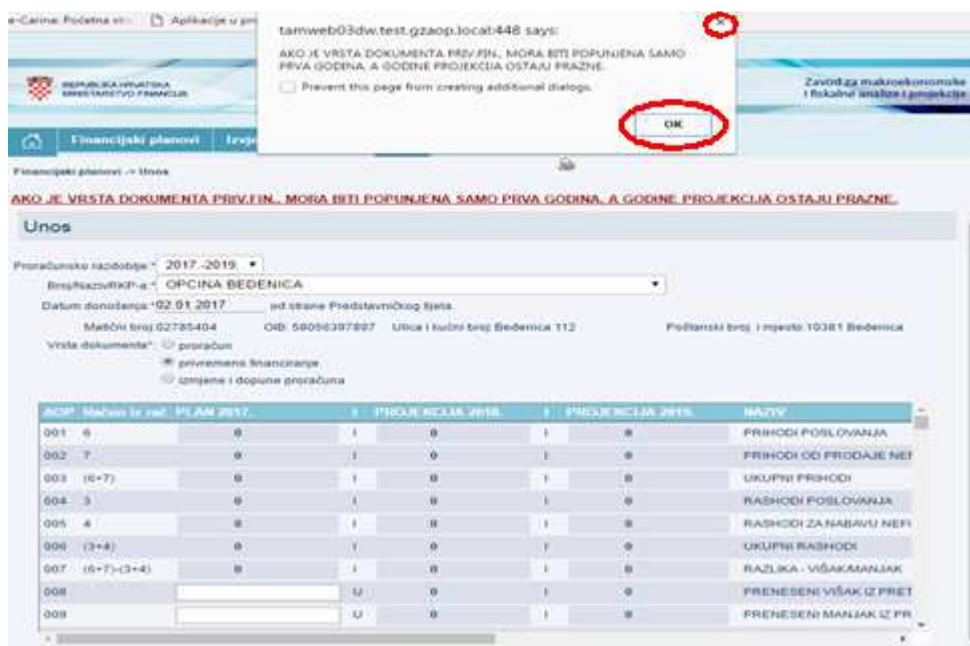 e-Carina: Početna str
Aplikacije u pri
tamweb03dw.test.gzaop.local:448 says:
AKO JE VRSTA DOKUMENTA PRIV.FIN., MORA BITI POPUNJENA SAMO
PRVA GODINA, A GODINE PROJEKCIJA OSTAJU PRAZNE.
Prevent this page from creating additional dialogs.
OK
REPUBLIKA HRVATSKA
MINISTARSTVO FINANCIJA
Zavod za makroekonomske
i fiskalne analize i projekcije
Financijski planovi
Izvje
Financijski planovi -> Unos
AKO JE VRSTA DOKUMENTA PRIV.FIN., MORA BITI POPUNJENA SAMO PRVA GODINA, A GODINE PROJEKCIJA OSTAJU PRAZNE.
Unos
Proračunsko razdoblje:* 2017.-2019.
Broj/NazivRKP-a:* OPCINA BEDENICA
Datum donošenja:*02.01.2017 od strane Predstavničkog tijela.
Matični broj:02785404 OIB: Ulica i kućni broj: Bedenica 112 Poštanski broj i mjesto:10381 Bedenica
Vrsta dokumenta*: proračun
privremeno financiranje
izmjene i dopune proračuna
AOP Račun iz rač. PLAN 2017. I PROJEKCIJA 2018. I PROJEKCIJA 2019. NAZIV
001 6 0 I 0 I 0 PRIHODI POSLOVANJA
002 7 0 I 0 I 0 PRIHODI OD PRODAJE NEF
003 (6+7) 0 I 0 I 0 UKUPNI PRIHODI
004 3 0 I 0 I 0 RASHODI POSLOVANJA
005 4 0 I 0 I 0 RASHODI ZA NABAVU NEFI
006 (3+4) 0 I 0 I 0 UKUPNI RASHODI
007 (6+7)-(3+4) 0 I 0 I 0 RAZLIKA - VIŠAK/MANJAK
008 U 0 I 0 PRENESENI VIŠAK IZ PRET
009 U 0 I 0 PRENESENI MANJAK IZ PR